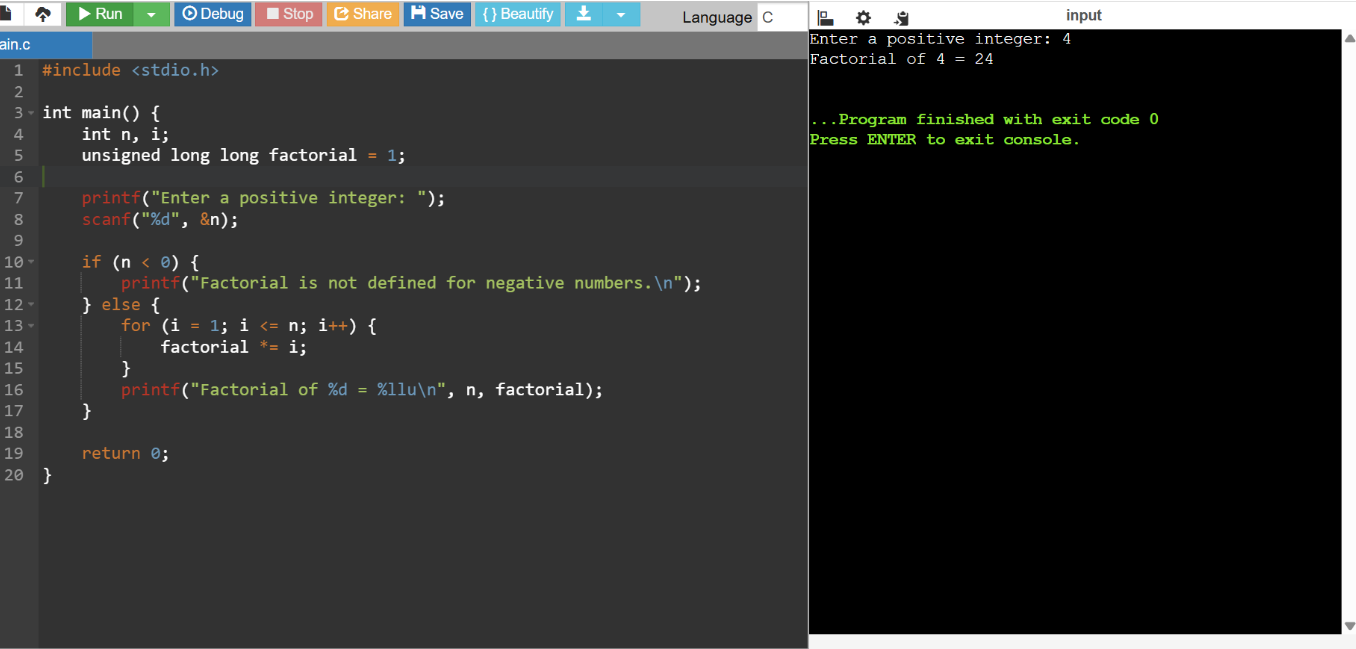 Run Debug Stop Share Save { } Beautify Language C
ain.c
1 #include <stdio.h>
2
3 int main() {
4     int n, i;
5     unsigned long long factorial = 1;
6
7     printf("Enter a positive integer: ");
8     scanf("%d", &n);
9
10     if (n < 0) {
11         printf("Factorial is not defined for negative numbers.\n");
12     } else {
13         for (i = 1; i <= n; i++) {
14             factorial *= i;
15         }
16         printf("Factorial of %d = %llu\n", n, factorial);
17     }
18
19     return 0;
20 }
input
Enter a positive integer: 4
Factorial of 4 = 24
...Program finished with exit code 0
Press ENTER to exit console.